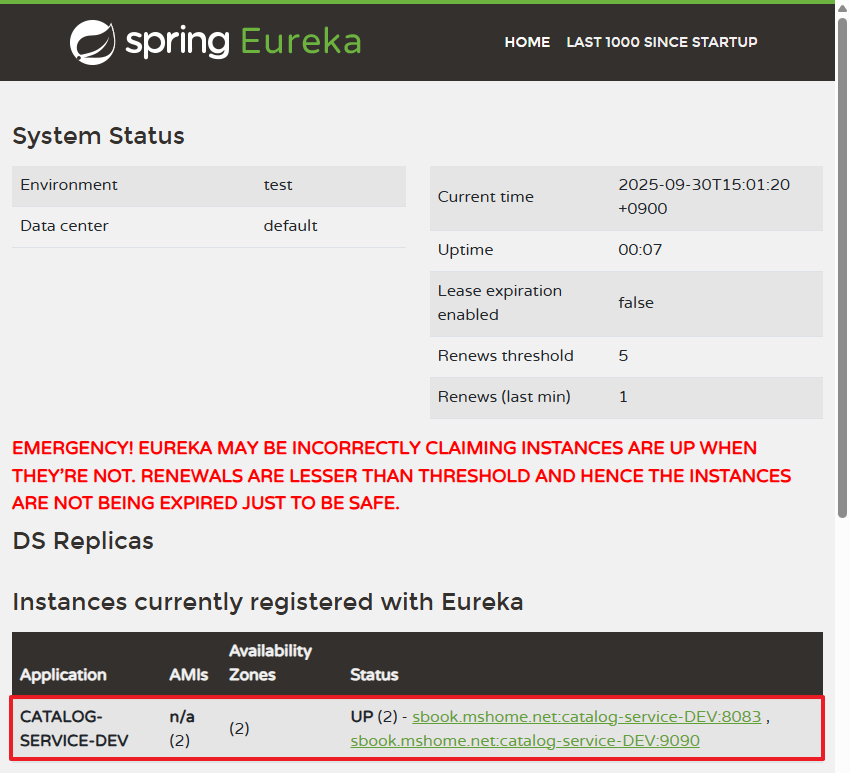 spring Eureka
HOME LAST 1000 SINCE STARTUP
System Status
Environment test
Data center default
Current time 2025-09-30T15:01:20
+0900
Uptime 00:07
Lease expiration
enabled false
Renews threshold 5
Renews (last min) 1
EMERGENCY! EUREKA MAY BE INCORRECTLY CLAIMING INSTANCES ARE UP WHEN
THEY'RE NOT. RENEWALS ARE LESSER THAN THRESHOLD AND HENCE THE INSTANCES
ARE NOT BEING EXPIRED JUST TO BE SAFE.
DS Replicas
Instances currently registered with Eureka
Application AMIs Availability
Zones Status
CATALOG-
SERVICE-DEV n/a
(2) (2) UP (2) - sbook.mshome.net:catalog-service-DEV:8083 ,
sbook.mshome.net:catalog-service-DEV:9090